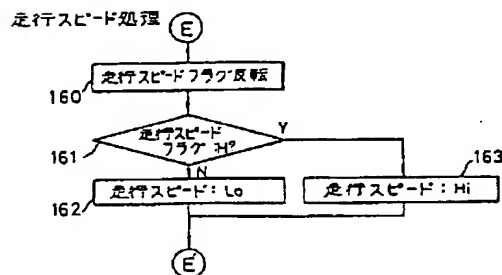 走行スピード処理
E
走行スピードフラグ反転
160
走行スピード
フラグ:H?
Y
161
N
163
走行スピード:Lo
走行スピード:Hi
162
E'